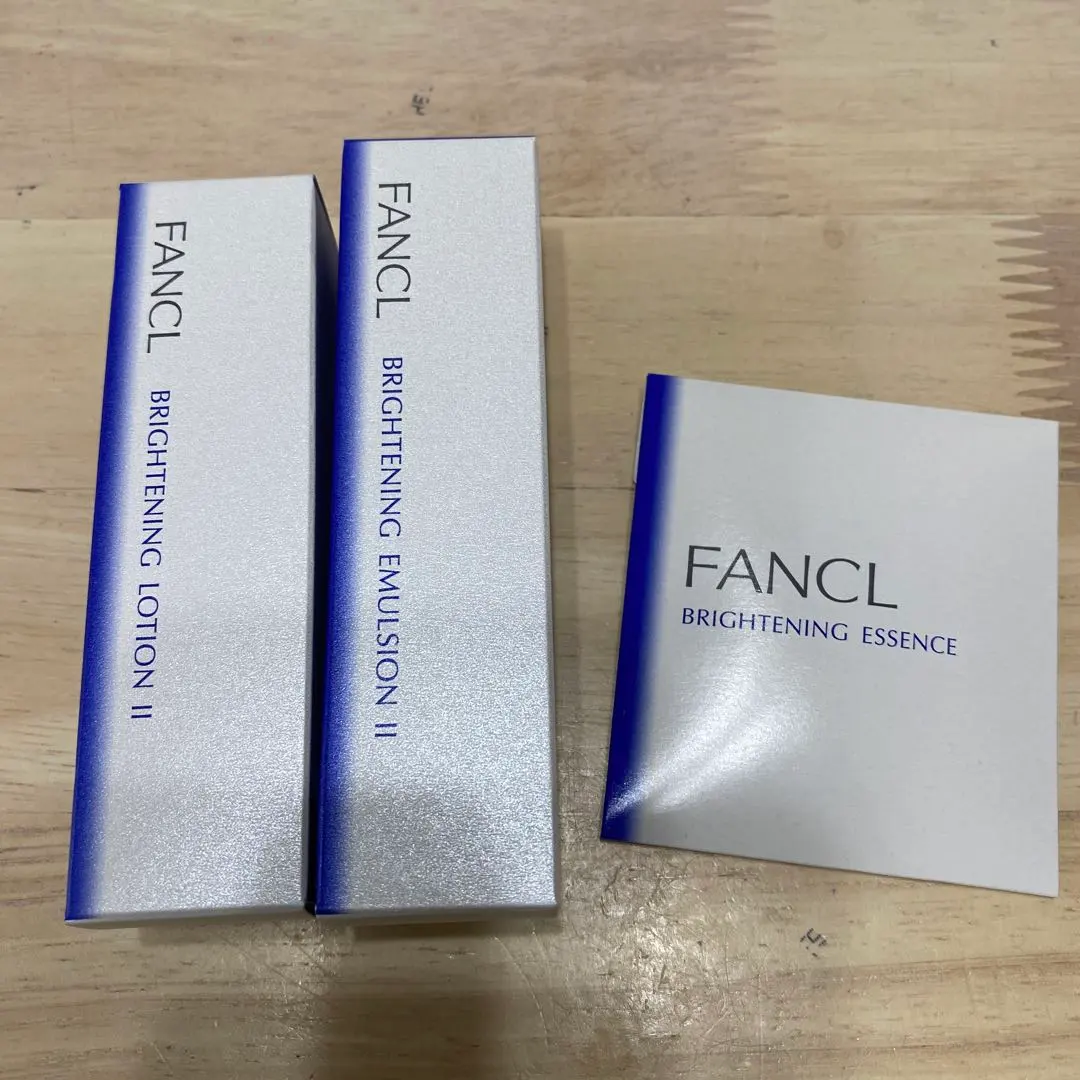 FANCL BRIGHTENING LOTION II
FANCL BRIGHTENING EMULSION II
FANCL
BRIGHTENING ESSENCE